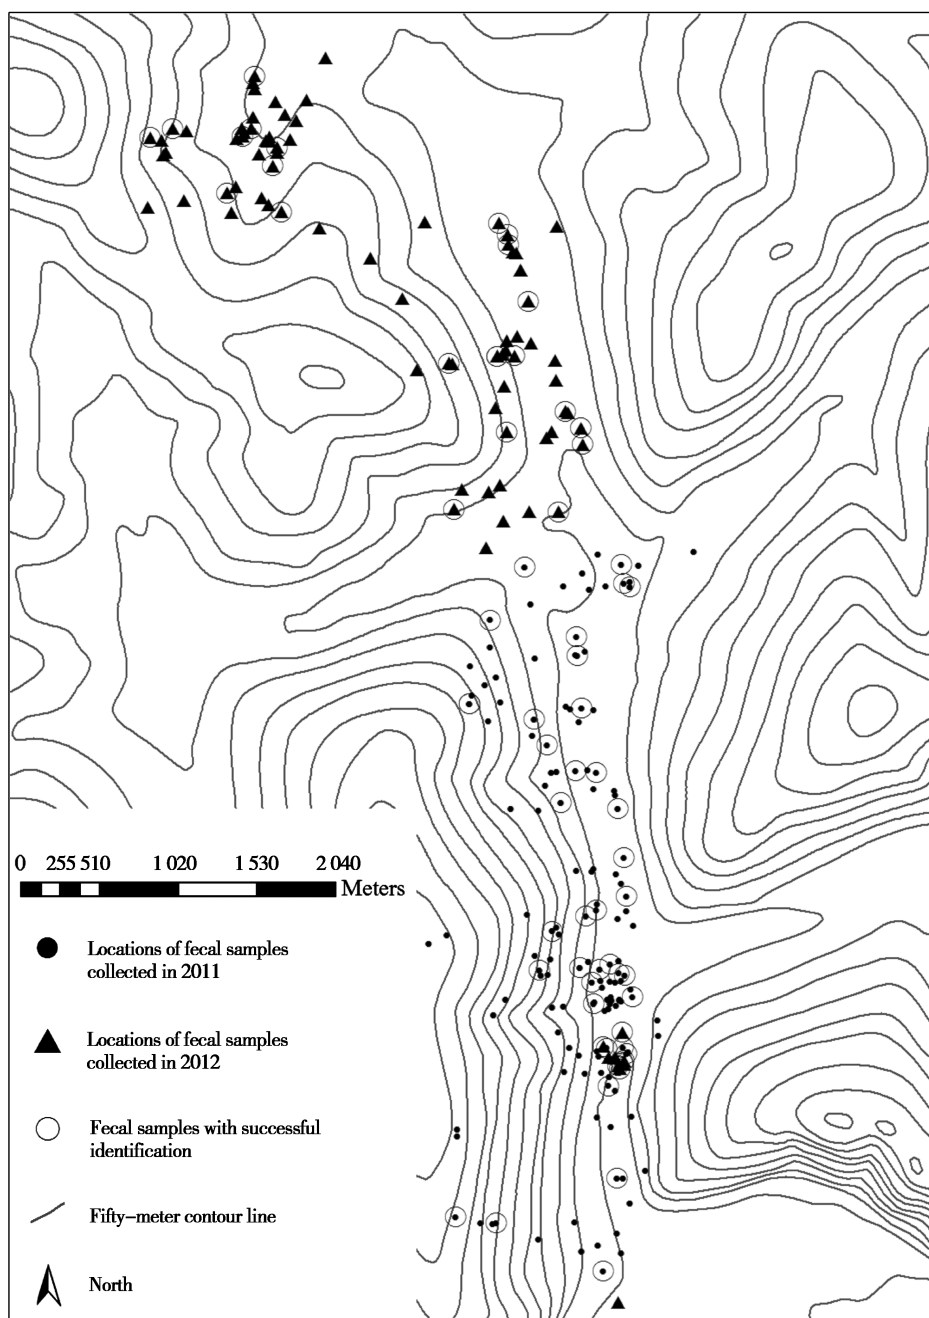 0 255 510 1 020 1 530 2 040
Meters
Locations of fecal samples
collected in 2011
Locations of fecal samples
collected in 2012
Fecal samples with successful
identification
Fifty-meter contour line
North